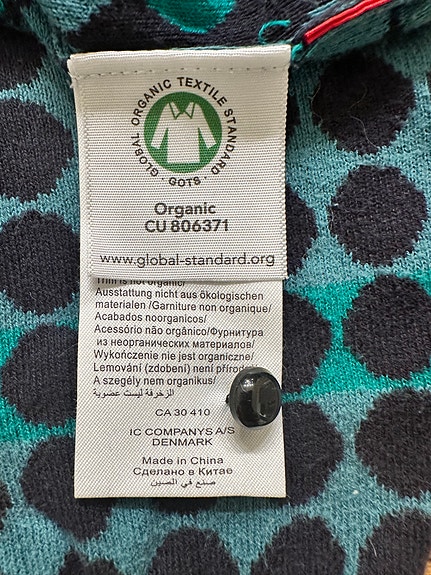 GLOBAL ORGANIC TEXTILE STANDARD
· GOTS ·
Organic
CU 806371
www.global-standard.org
Trim is not organic/
Ausstattung nicht aus ökologischen
materialen /Garniture non organique/
Acabados noorganicos/
Acessório não orgânico/Фурнитура
из неорганических материалов/
Wykończenie nie jest organiczne/
Lemování (zdobení) není přírod
A szegély nem organikus/
الزخرفة ليست عضوية
CA 30 410
IC COMPANYS A/S
DENMARK
Made in China
Сделано в Китае
صنع في الصين